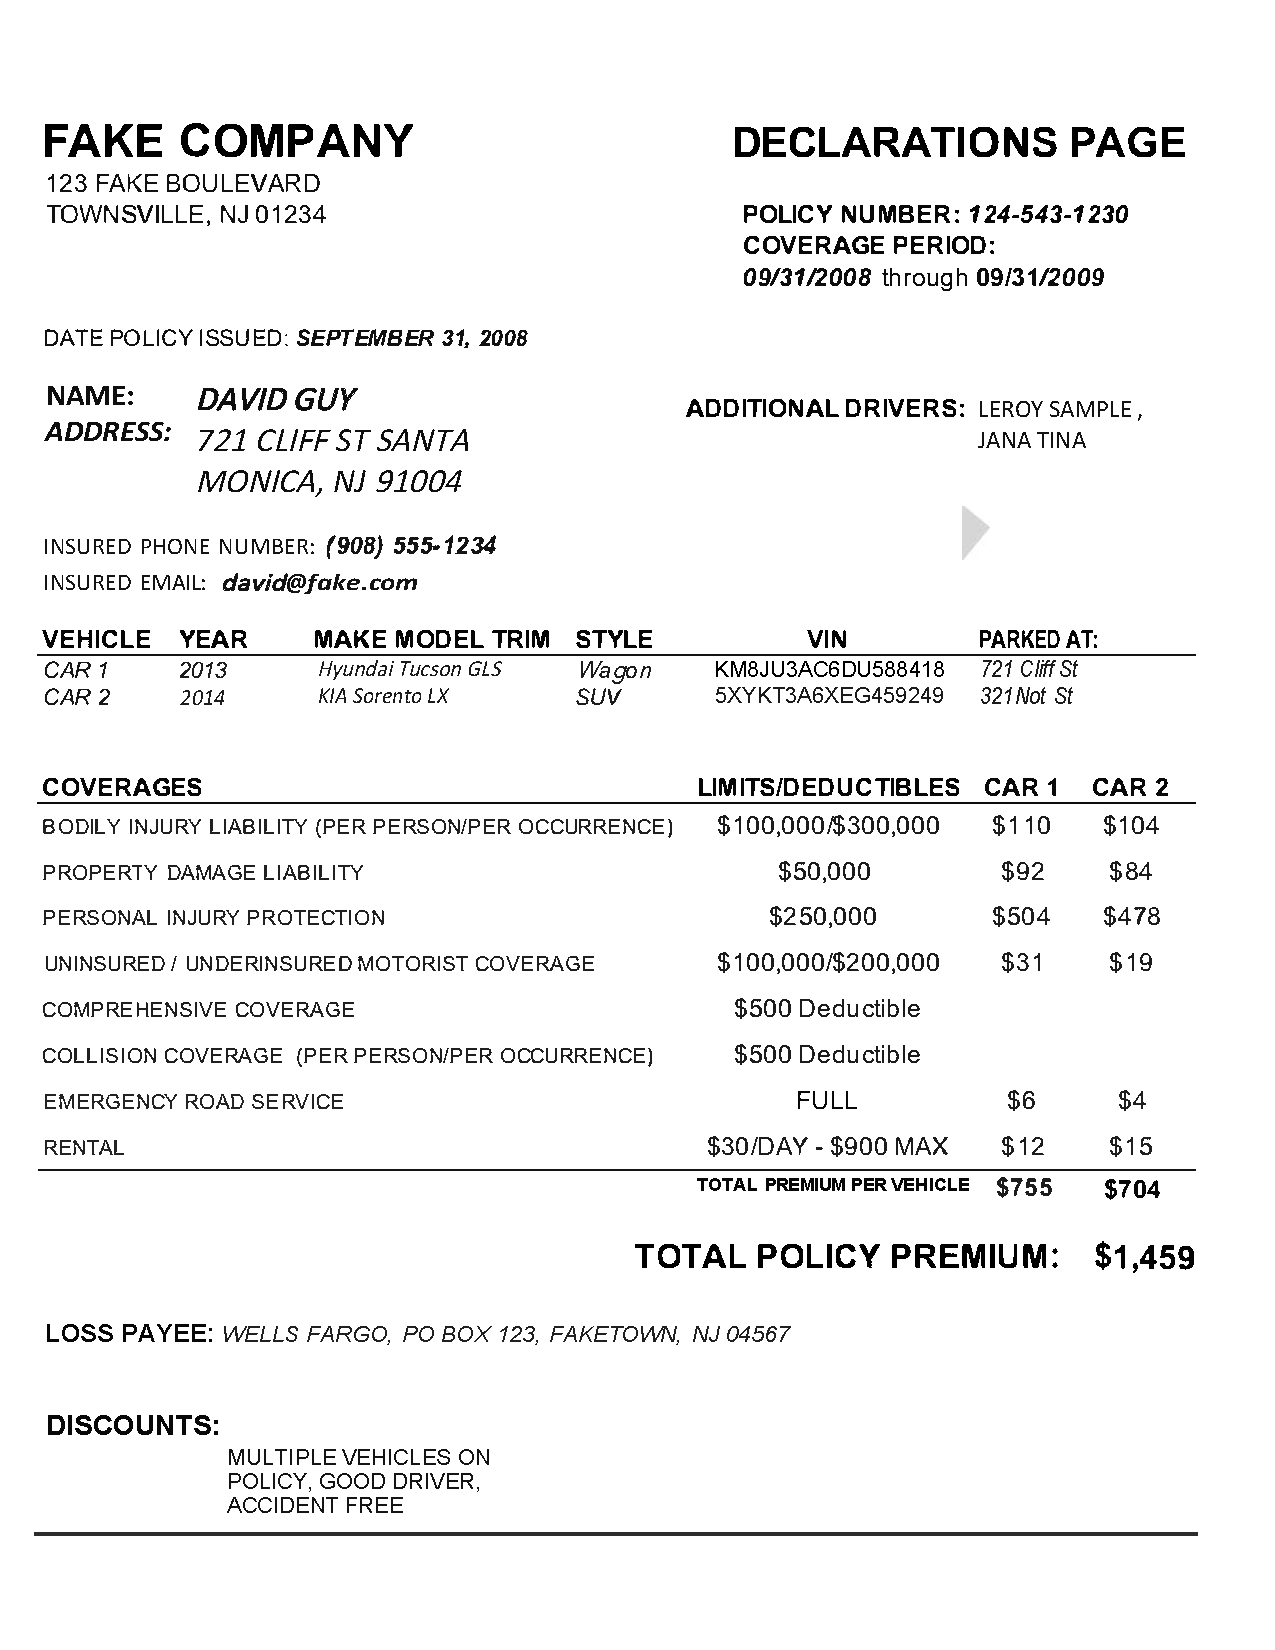 FAKE COMPANY
DECLARATIONS PAGE
123 FAKE BOULEVARD
TOWNSVILLE, NJ 01234
POLICY NUMBER: 124-543-1230
COVERAGE PERIOD:
09/31/2008 through 09/31/2009
DATE POLICY ISSUED: SEPTEMBER 31, 2008
NAME: DAVID GUY
ADDRESS: 721 CLIFF ST SANTA
MONICA, NJ 91004
ADDITIONAL DRIVERS: LEROY SAMPLE ,
JANA TINA
INSURED PHONE NUMBER: (908) 555-1234
INSURED EMAIL: david@fake.com
VEHICLE YEAR MAKE MODEL TRIM STYLE VIN PARKED AT:
CAR 1 2013 Hyundai Tucson GLS Wagon KM8JU3AC6DU588418 721 Cliff St
CAR 2 2014 KIA Sorento LX SUV 5XYKT3A6XEG459249 321 Not St
COVERAGES LIMITS/DEDUCTIBLES CAR 1 CAR 2
BODILY INJURY LIABILITY (PER PERSON/PER OCCURRENCE) $100,000/$300,000 $110 $104
PROPERTY DAMAGE LIABILITY $50,000 $92 $84
PERSONAL INJURY PROTECTION $250,000 $504 $478
UNINSURED / UNDERINSURED MOTORIST COVERAGE $100,000/$200,000 $31 $19
COMPREHENSIVE COVERAGE $500 Deductible
COLLISION COVERAGE (PER PERSON/PER OCCURRENCE) $500 Deductible
EMERGENCY ROAD SERVICE FULL $6 $4
RENTAL $30/DAY - $900 MAX $12 $15
TOTAL PREMIUM PER VEHICLE $755 $704
TOTAL POLICY PREMIUM: $1,459
LOSS PAYEE: WELLS FARGO, PO BOX 123, FAKETOWN, NJ 04567
DISCOUNTS:
MULTIPLE VEHICLES ON
POLICY, GOOD DRIVER,
ACCIDENT FREE